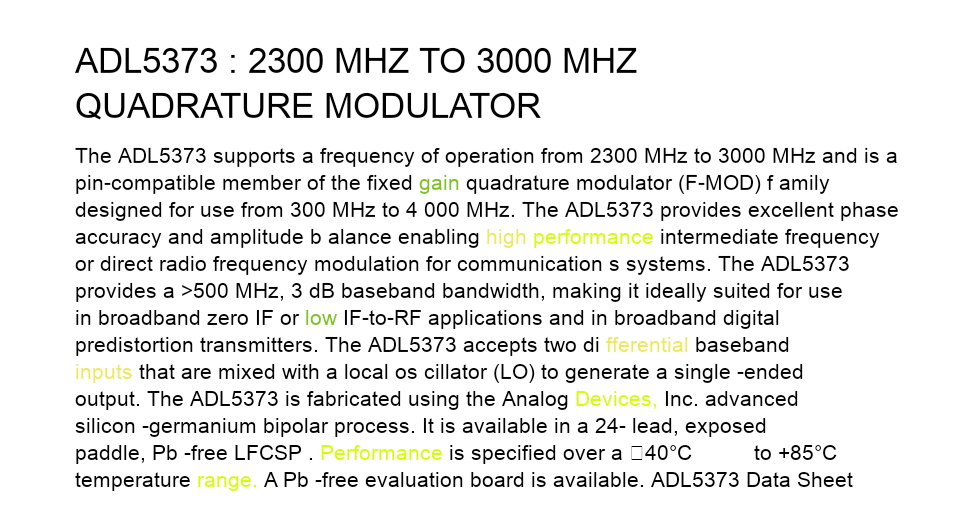 ADL5373 : 2300 MHZ TO 3000 MHZ
QUADRATURE MODULATOR
The ADL5373 supports a frequency of operation from 2300 MHz to 3000 MHz and is a
pin-compatible member of the fixed gain quadrature modulator (F-MOD) f amily
designed for use from 300 MHz to 4 000 MHz. The ADL5373 provides excellent phase
accuracy and amplitude b alance enabling high performance intermediate frequency
or direct radio frequency modulation for communication s systems. The ADL5373
provides a >500 MHz, 3 dB baseband bandwidth, making it ideally suited for use
in broadband zero IF or low IF-to-RF applications and in broadband digital
predistortion transmitters. The ADL5373 accepts two di fferential baseband
inputs that are mixed with a local os cillator (LO) to generate a single -ended
output. The ADL5373 is fabricated using the Analog Devices, Inc. advanced
silicon -germanium bipolar process. It is available in a 24- lead, exposed
paddle, Pb -free LFCSP . Performance is specified over a □40°C to +85°C
temperature range. A Pb -free evaluation board is available. ADL5373 Data Sheet